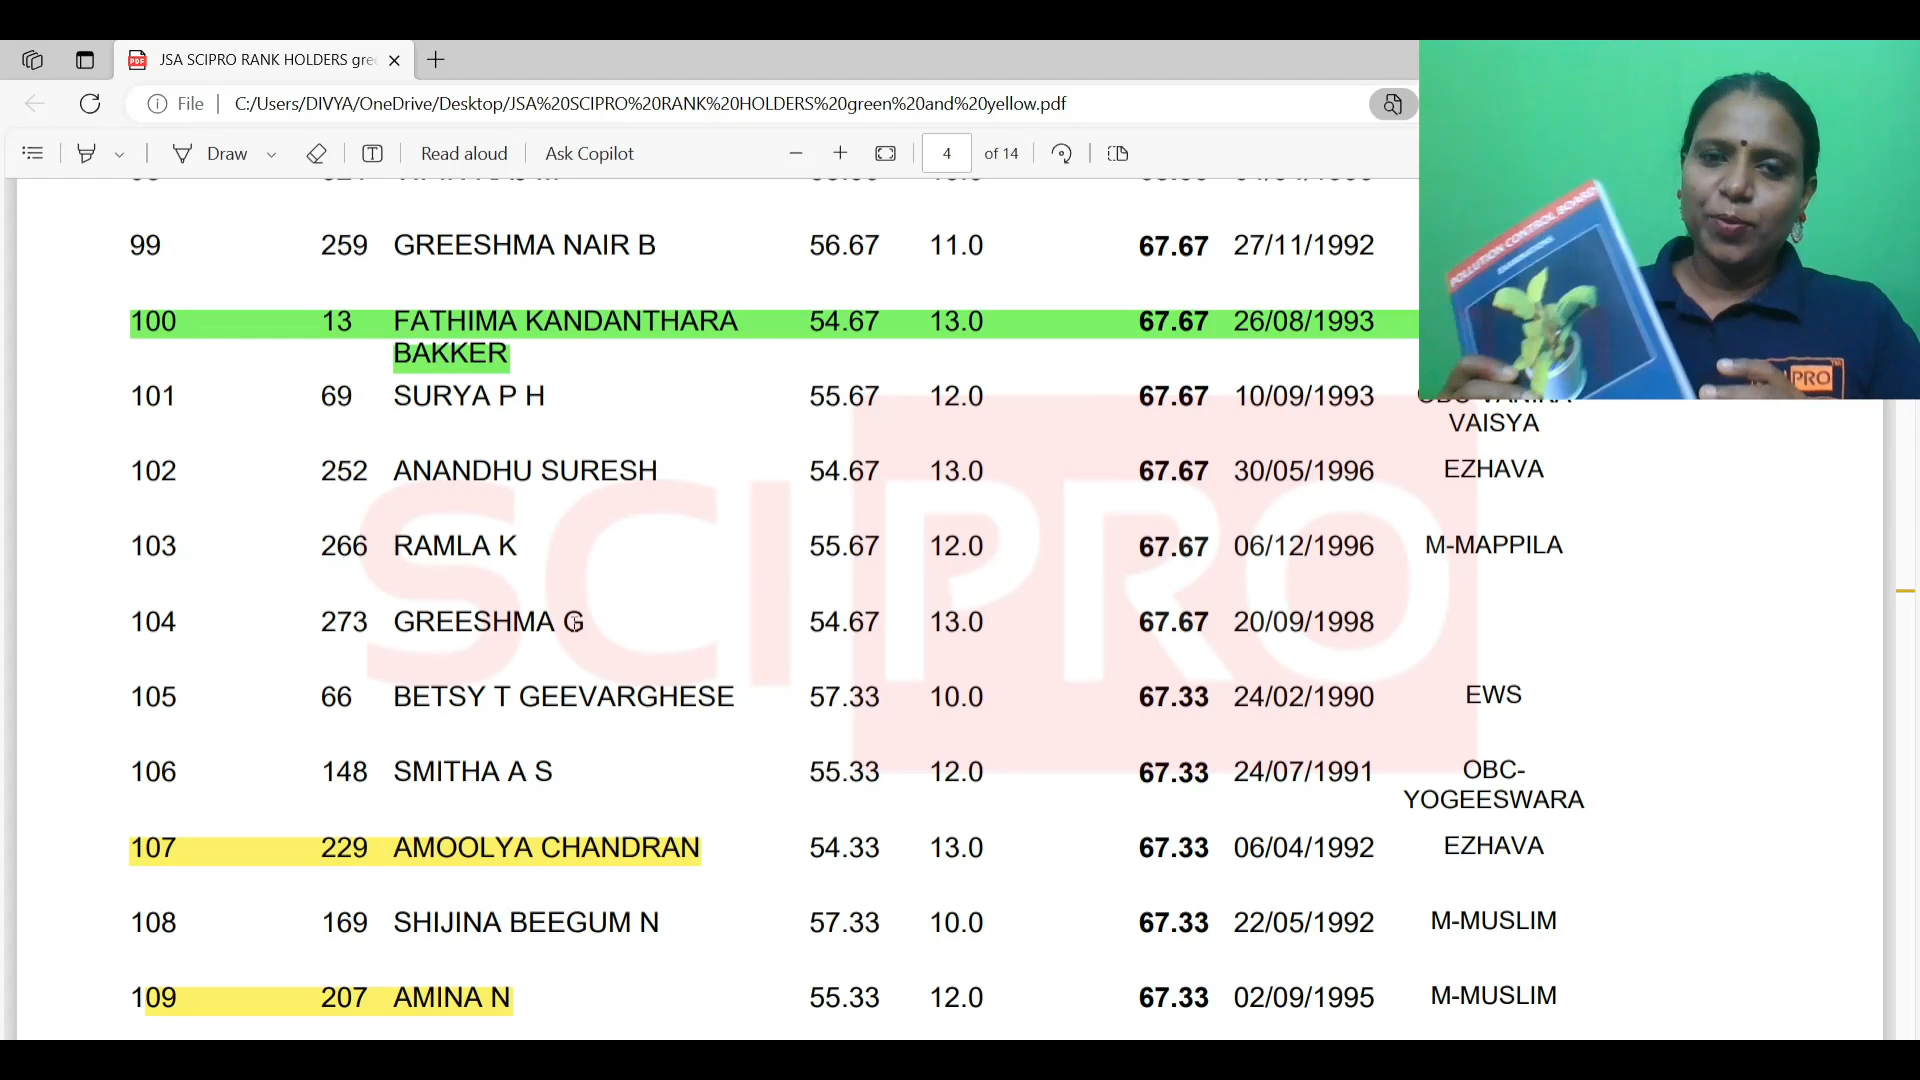 JSA SCIPRO RANK HOLDERS gre
File C:/Users/DIVYA/OneDrive/Desktop/JSA%20SCIPRO%20RANK%20HOLDERS%20green%20and%20yellow.pdf
Draw Read aloud Ask Copilot 4 of 14
99 259 GREESHMA NAIR B 56.67 11.0 67.67 27/11/1992
100 13 FATHIMA KANDANTHARA 54.67 13.0 67.67 26/08/1993
BAKKER
101 69 SURYA P H 55.67 12.0 67.67 10/09/1993
VAISYA
102 252 ANANDHU SURESH 54.67 13.0 67.67 30/05/1996 EZHAVA
103 266 RAMLA K 55.67 12.0 67.67 06/12/1996 M-MAPPILA
104 273 GREESHMA G 54.67 13.0 67.67 20/09/1998
105 66 BETSY T GEEVARGHESE 57.33 10.0 67.33 24/02/1990 EWS
106 148 SMITHA A S 55.33 12.0 67.33 24/07/1991 OBC-
YOGEESWARA
107 229 AMOOLYA CHANDRAN 54.33 13.0 67.33 06/04/1992 EZHAVA
108 169 SHIJINA BEEGUM N 57.33 10.0 67.33 22/05/1992 M-MUSLIM
109 207 AMINA N 55.33 12.0 67.33 02/09/1995 M-MUSLIM
SCIPRO
POLLUTION CONTROL BOARD
EXAMINATIONS
PRO